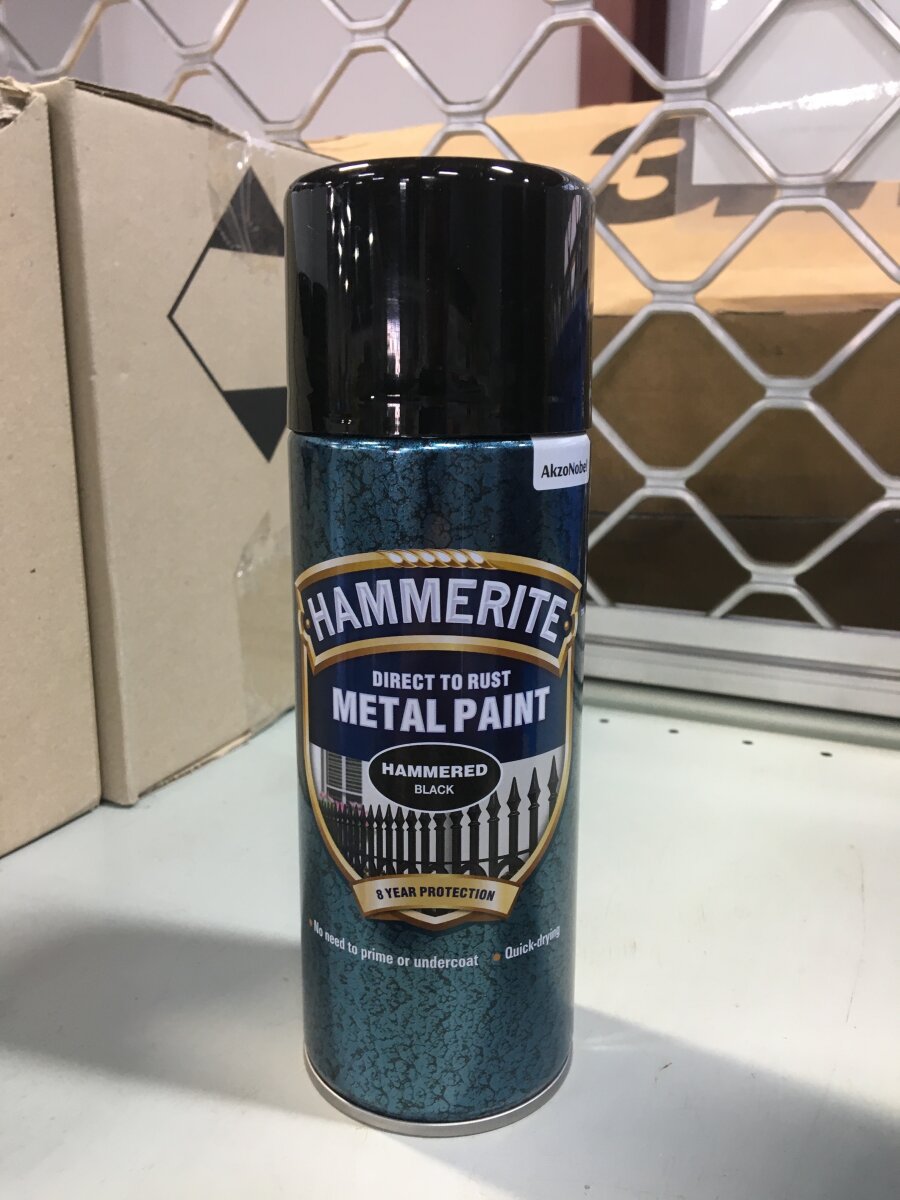 3
AkzoNobel
HAMMERITE
DIRECT TO RUST
METAL PAINT
HAMMERED
BLACK
8 YEAR PROTECTION
• No need to prime or undercoat • Quick-drying